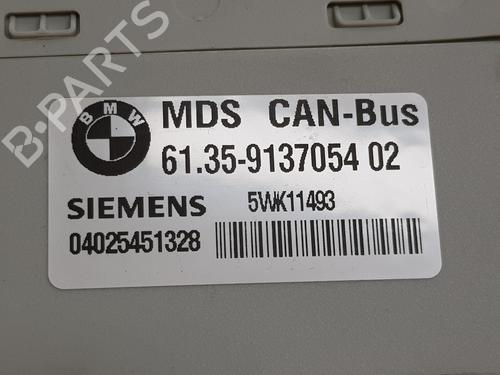 BMW
MDS CAN-Bus
61.35-9137054 02
SIEMENS 5WK11493
04025451328
B-PARTS